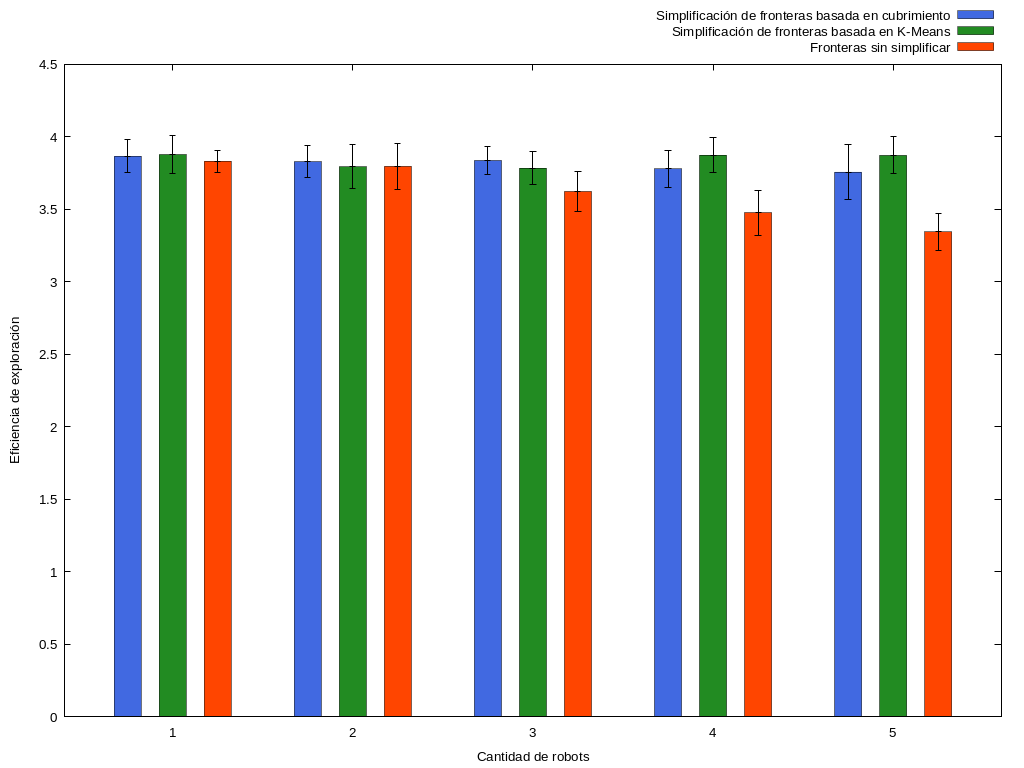 Simplificación de fronteras basada en cubrimiento
Simplificación de fronteras basada en K-Means
Fronteras sin simplificar
4.5
4
3.5
3
2.5
2
1.5
1
0.5
0
Eficiencia de exploración
1 2 3 4 5
Cantidad de robots